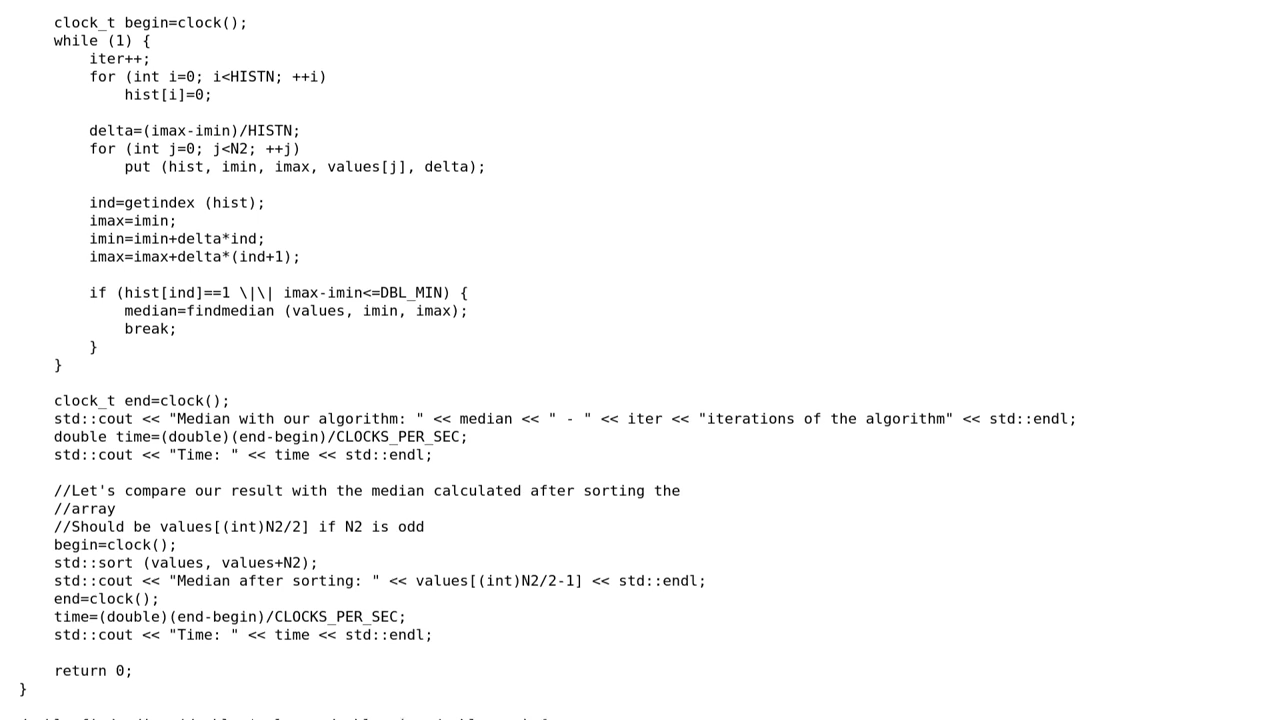 clock_t begin=clock();
while (1) {
iter++;
for (int i=0; i<HISTN; ++i)
hist[i]=0;
delta=(imax-imin)/HISTN;
for (int j=0; j<N2; ++j)
put (hist, imin, imax, values[j], delta);
ind=getindex (hist);
imax=imin;
imin=imin+delta*ind;
imax=imax+delta*(ind+1);
if (hist[ind]==1 \|\| imax-imin<=DBL_MIN) {
median=findmedian (values, imin, imax);
break;
}
}
clock_t end=clock();
std::cout << "Median with our algorithm: " << median << " - " << iter << "iterations of the algorithm" << std::endl;
double time=(double)(end-begin)/CLOCKS_PER_SEC;
std::cout << "Time: " << time << std::endl;
//Let's compare our result with the median calculated after sorting the
//array
//Should be values[(int)N2/2] if N2 is odd
begin=clock();
std::sort (values, values+N2);
std::cout << "Median after sorting: " << values[(int)N2/2-1] << std::endl;
end=clock();
time=(double)(end-begin)/CLOCKS_PER_SEC;
std::cout << "Time: " << time << std::endl;
return 0;
}